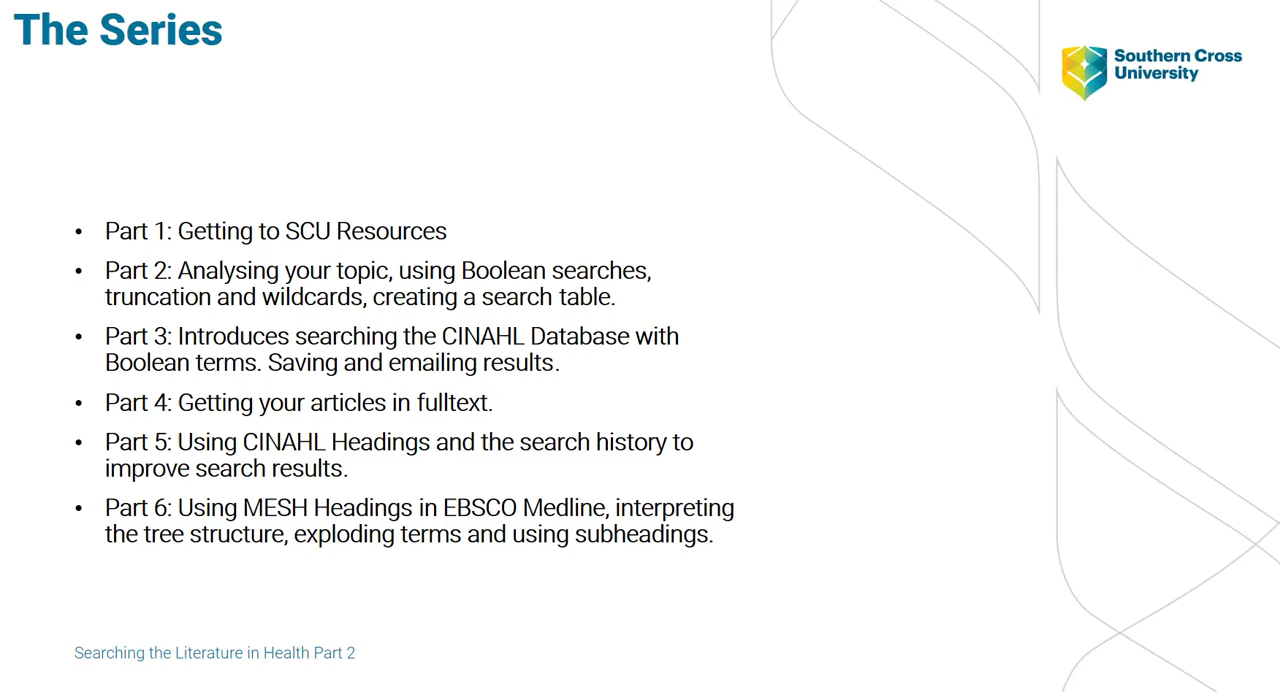 The Series
Southern Cross
University
• Part 1: Getting to SCU Resources
• Part 2: Analysing your topic, using Boolean searches,
truncation and wildcards, creating a search table.
• Part 3: Introduces searching the CINAHL Database with
Boolean terms. Saving and emailing results.
• Part 4: Getting your articles in fulltext.
• Part 5: Using CINAHL Headings and the search history to
improve search results.
• Part 6: Using MESH Headings in EBSCO Medline, interpreting
the tree structure, exploding terms and using subheadings.
Searching the Literature in Health Part 2